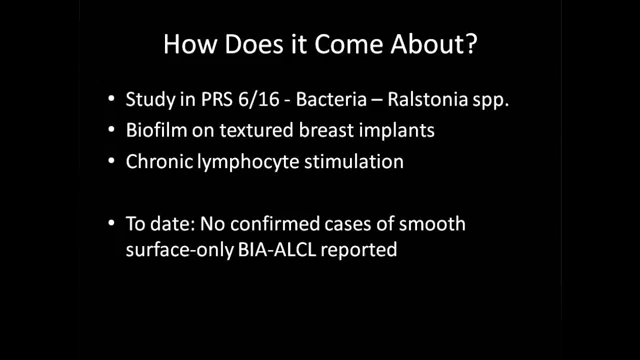 How Does it Come About?
• Study in PRS 6/16 - Bacteria – Ralstonia spp.
• Biofilm on textured breast implants
• Chronic lymphocyte stimulation
• To date: No confirmed cases of smooth
surface-only BIA-ALCL reported